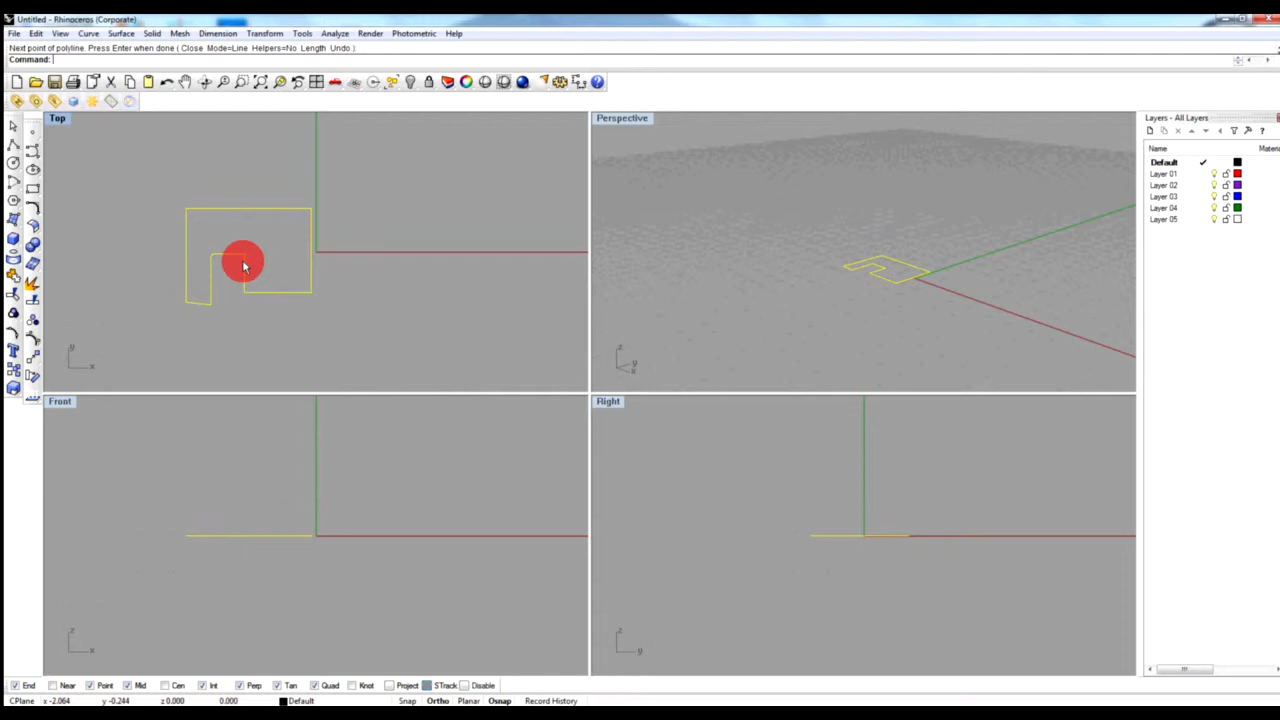 Untitled - Rhinoceros (Corporate)
File Edit View Curve Surface Solid Mesh Dimension Transform Tools Analyze Render Photometric Help
Next point of polyline. Press Enter when done ( Close Mode=Line Helpers=No Length Undo ):
Command:
Top
Perspective
Layers - All Layers
Name Materi
Default
Layer 01
Layer 02
Layer 03
Layer 04
Layer 05
y
x
z
y
x
Front
Right
z
x
z
y
End Near Point Mid Cen Int Perp Tan Quad Knot Project STrack Disable
CPlane x -2.064 y -0.244 z 0.000 0.000 Default Snap Ortho Planar Osnap Record History